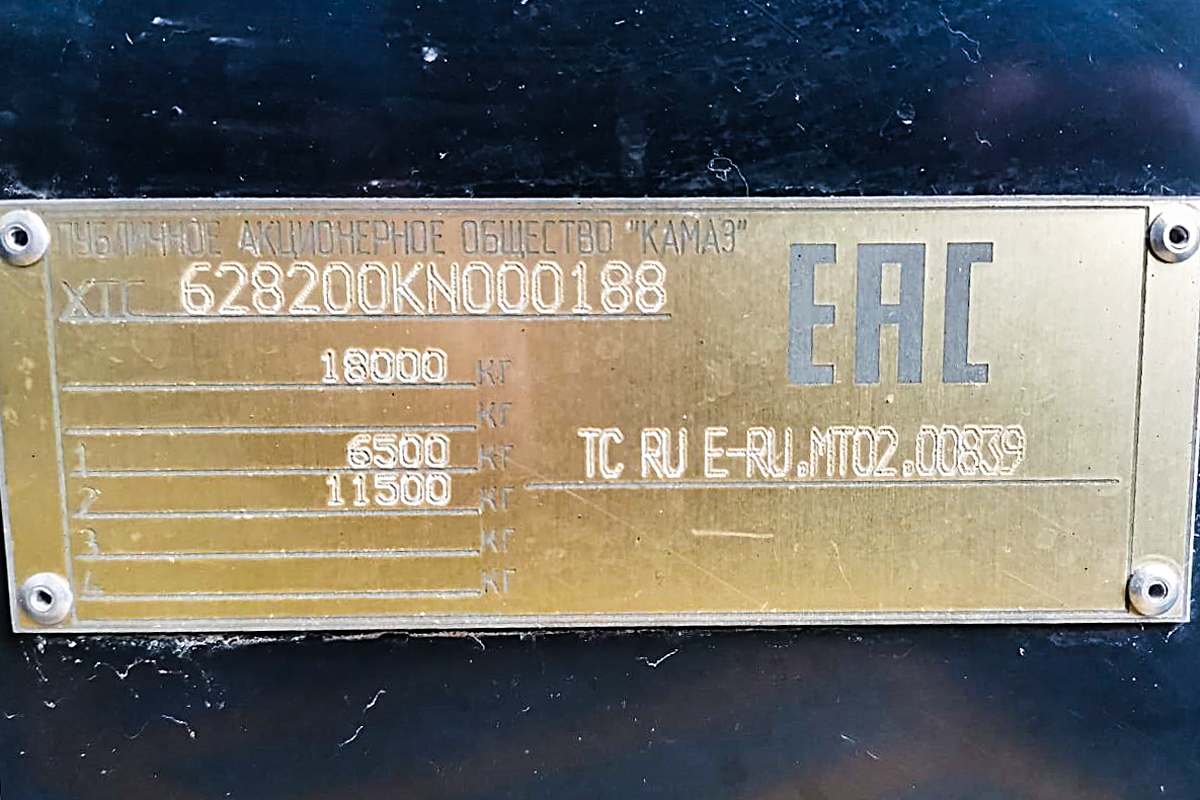 ПУБЛИЧНОЕ АКЦИОНЕРНОЕ ОБЩЕСТВО "КАМАЗ"
XTC 628200KN000188
EAC
18000 КГ
КГ
1 6500 КГ
TC RU E-RU.MT02.00839
2 11500 КГ
3 КГ
4 КГ